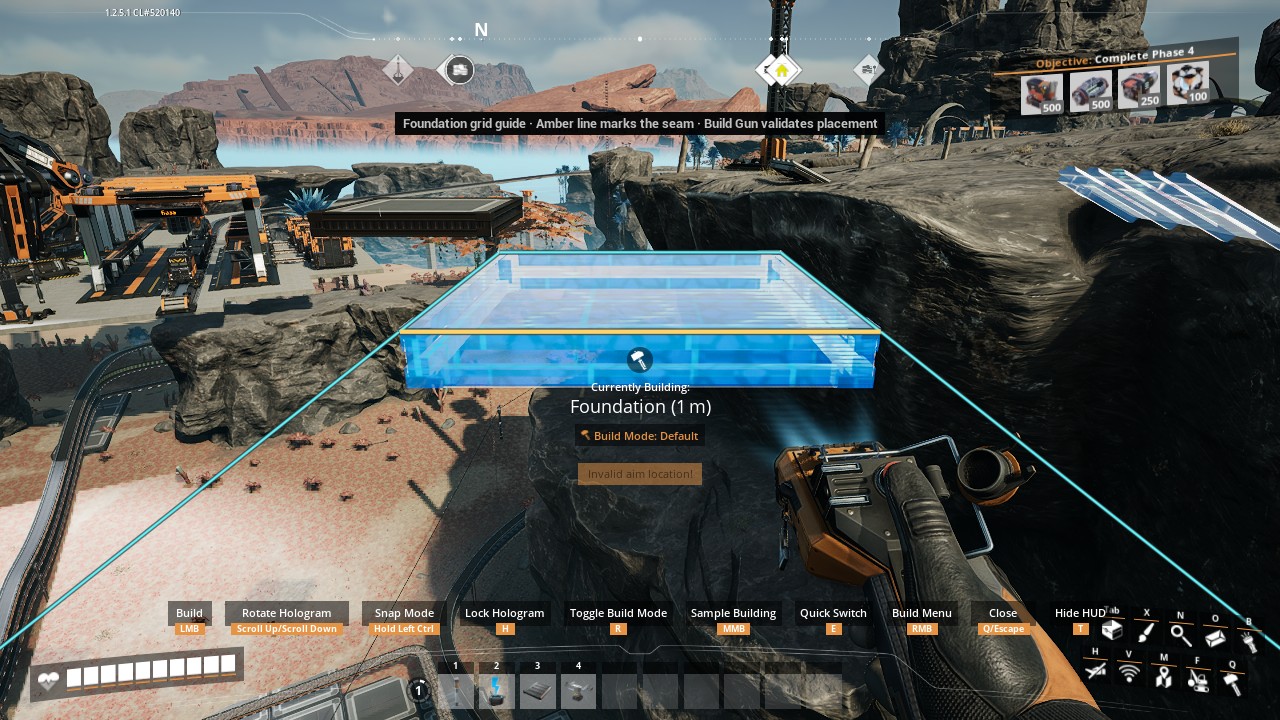 1.2.5.1 CL#520140
N
Objective: Complete Phase 4
500
500
250
100
Foundation grid guide · Amber line marks the seam · Build Gun validates placement
Currently Building:
Foundation (1 m)
Build Mode: Default
Invalid aim location!
Build
LMB
Rotate Hologram
Scroll Up/Scroll Down
Snap Mode
Hold Left Ctrl
Lock Hologram
H
Toggle Build Mode
R
Sample Building
MMB
Quick Switch
E
Build Menu
RMB
Close
Q/Escape
Hide HUD
T
Tab
X
N
O
B
H
V
M
F
Q
1
1
2
3
4